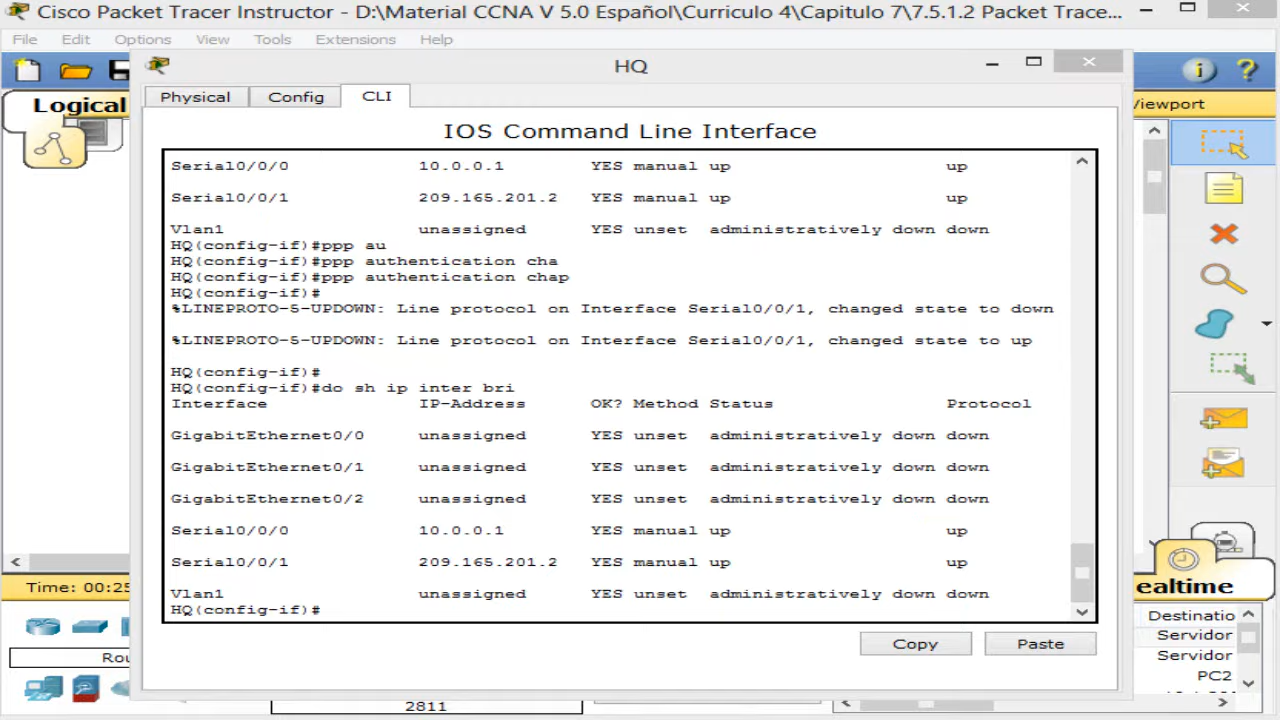 Cisco Packet Tracer Instructor - D:\Material CCNA V 5.0 Español\Curriculo 4\Capitulo 7\7.5.1.2 Packet Trace...
File Edit Options View Tools Extensions Help
HQ
Logical
Physical Config CLI
/iewport
IOS Command Line Interface
Serial0/0/0 10.0.0.1 YES manual up up
Serial0/0/1 209.165.201.2 YES manual up up
Vlan1 unassigned YES unset administratively down down
HQ(config-if)#ppp au
HQ(config-if)#ppp authentication cha
HQ(config-if)#ppp authentication chap
HQ(config-if)#
%LINEPROTO-5-UPDOWN: Line protocol on Interface Serial0/0/1, changed state to down
%LINEPROTO-5-UPDOWN: Line protocol on Interface Serial0/0/1, changed state to up
HQ(config-if)#
HQ(config-if)#do sh ip inter bri
Interface IP-Address OK? Method Status Protocol
GigabitEthernet0/0 unassigned YES unset administratively down down
GigabitEthernet0/1 unassigned YES unset administratively down down
GigabitEthernet0/2 unassigned YES unset administratively down down
Serial0/0/0 10.0.0.1 YES manual up up
Serial0/0/1 209.165.201.2 YES manual up up
Vlan1 unassigned YES unset administratively down down
HQ(config-if)#
Copy Paste
Time: 00:25
ealtime
Rou
2811
Destinatio
Servidor
Servidor
PC2